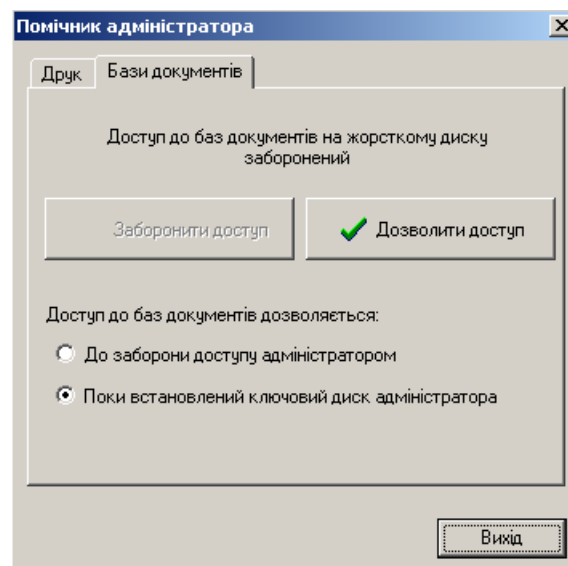 Помічник адміністратора
Друк
Бази документів
Доступ до баз документів на жорсткому диску
заборонений
Заборонити доступ
Дозволити доступ
Доступ до баз документів дозволяється:
До заборони доступу адміністратором
Поки встановлений ключовий диск адміністратора
Вихід